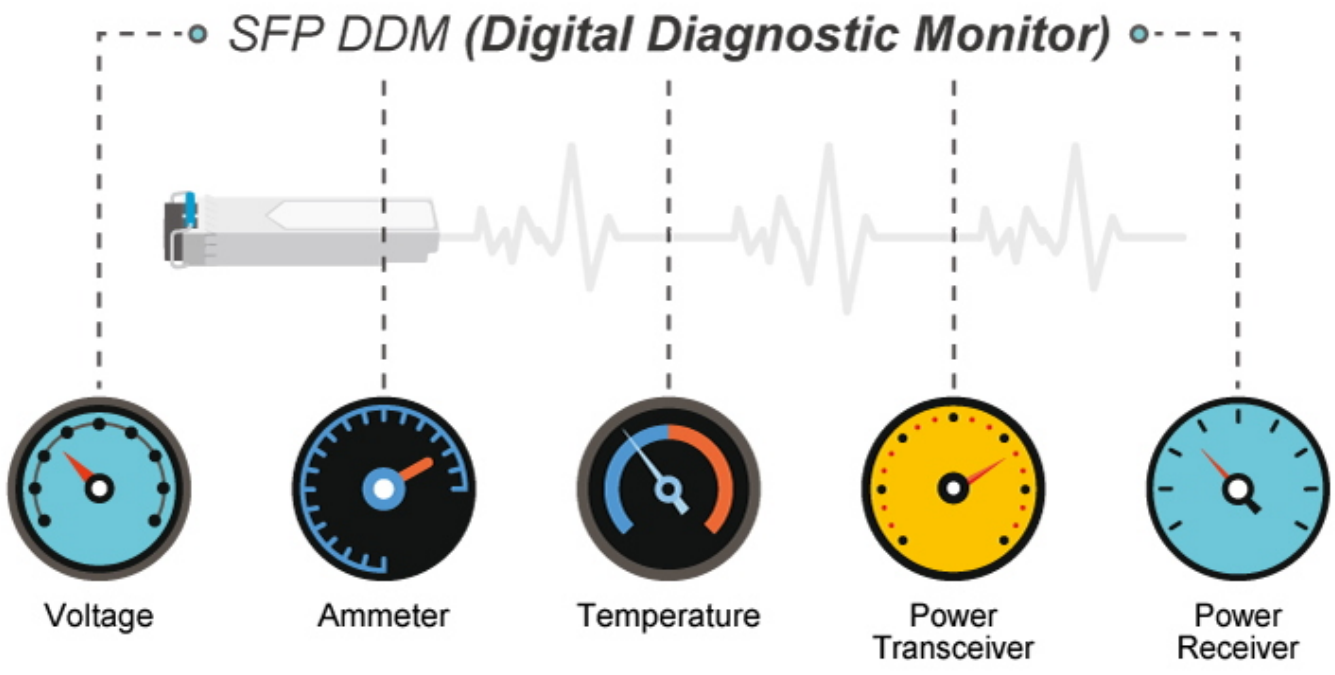 SFP DDM (Digital Diagnostic Monitor)
Voltage
Ammeter
Temperature
Power
Transceiver
Power
Receiver